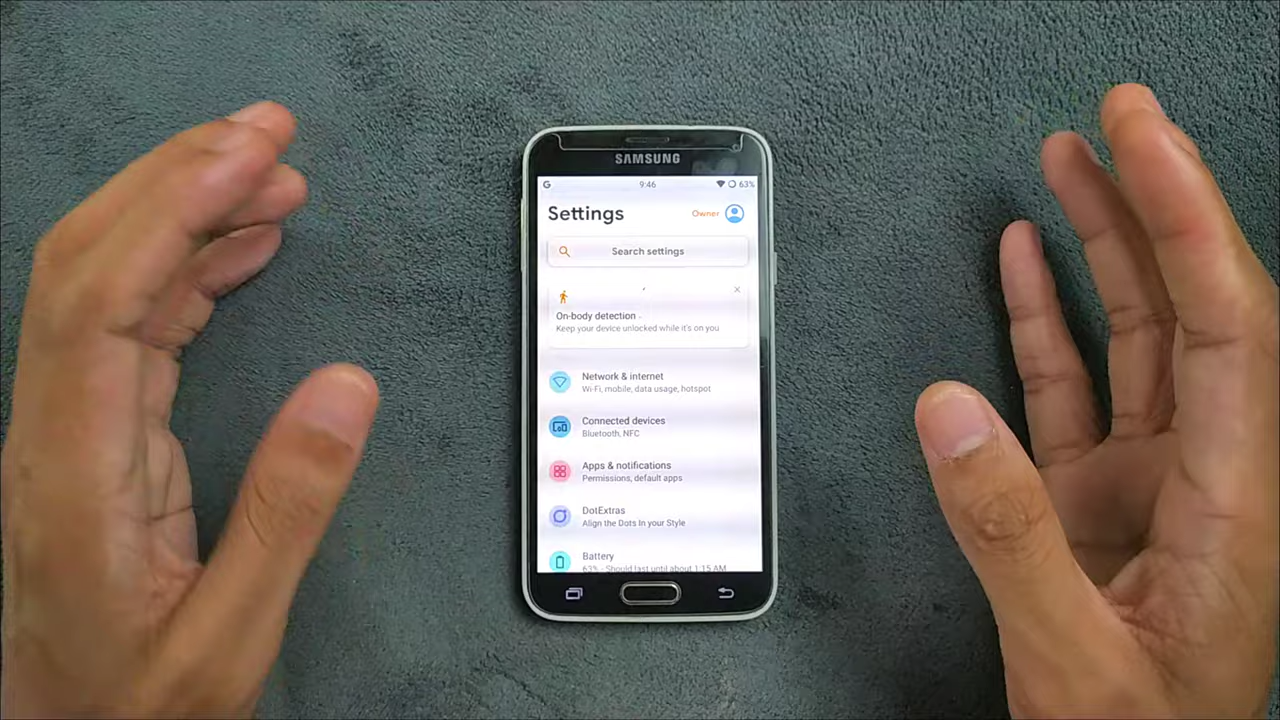 SAMSUNG
G 9:46 63%
Settings
Owner
Search settings
On-body detection
Keep your device unlocked while it's on you
Network & internet
Wi-Fi, mobile, data usage, hotspot
Connected devices
Bluetooth, NFC
Apps & notifications
Permissions, default apps
DotExtras
Align the Dots In your Style
Battery
63% - Should last until about 1:15 AM